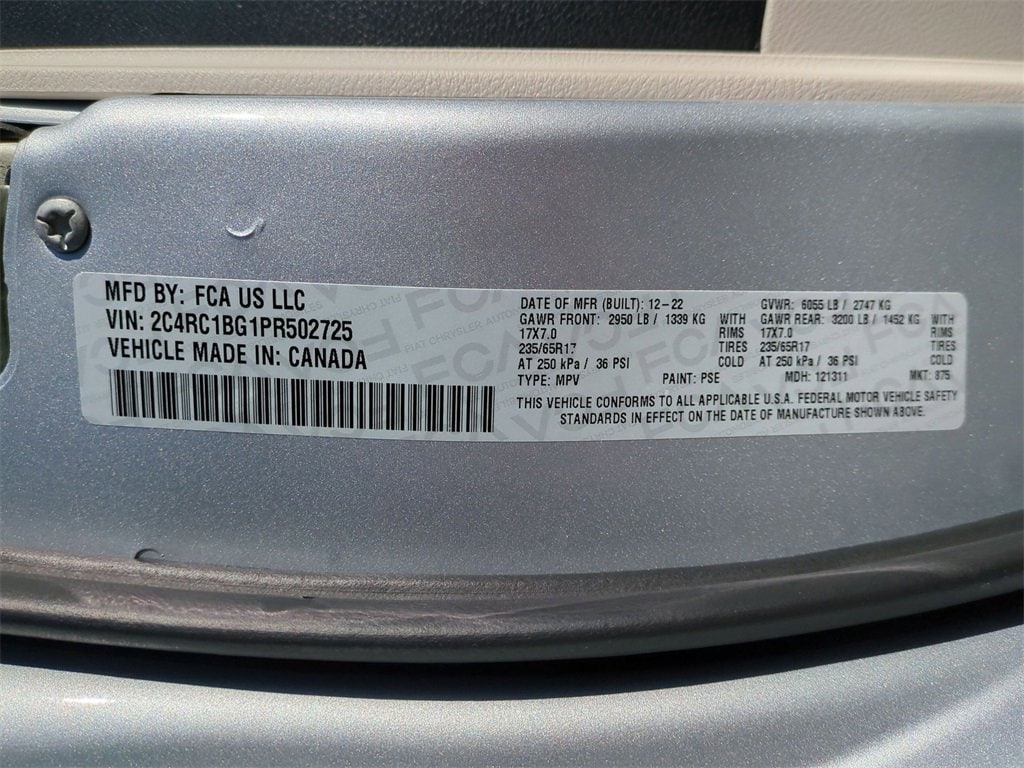 MFD BY: FCA US LLC
VIN: 2C4RC1BG1PR502725
VEHICLE MADE IN: CANADA
DATE OF MFR (BUILT): 12-22 GVWR: 6055 LB / 2747 KG
GAWR FRONT: 2950 LB / 1339 KG WITH GAWR REAR: 3200 LB / 1452 KG WITH
17X7.0 RIMS 17X7.0 RIMS
235/65R17 TIRES 235/65R17 TIRES
AT 250 kPa / 36 PSI COLD AT 250 kPa / 36 PSI COLD
TYPE: MPV PAINT: PSE MDH: 121311 MKT: 875
THIS VEHICLE CONFORMS TO ALL APPLICABLE U.S.A. FEDERAL MOTOR VEHICLE SAFETY
STANDARDS IN EFFECT ON THE DATE OF MANUFACTURE SHOWN ABOVE.